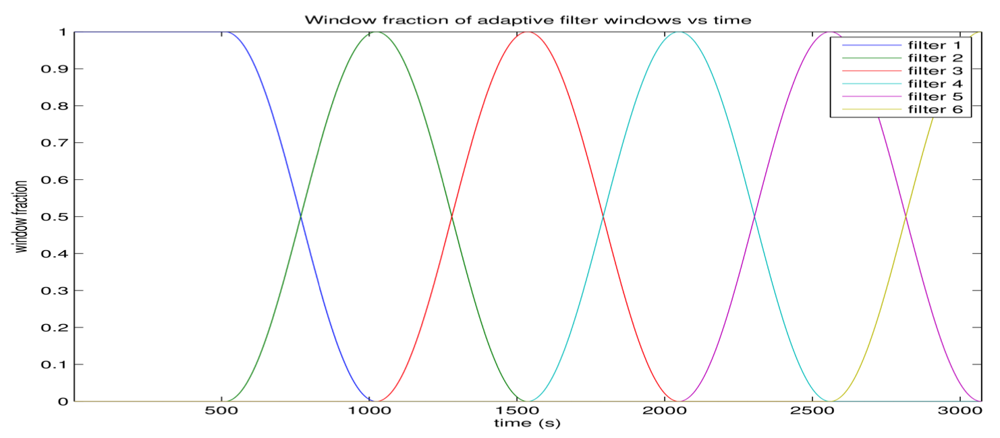 Window fraction of adaptive filter windows vs time
window fraction
1
0.9
0.8
0.7
0.6
0.5
0.4
0.3
0.2
0.1
0
500 1000 1500 2000 2500 3000
time (s)
filter 1
filter 2
filter 3
filter 4
filter 5
filter 6